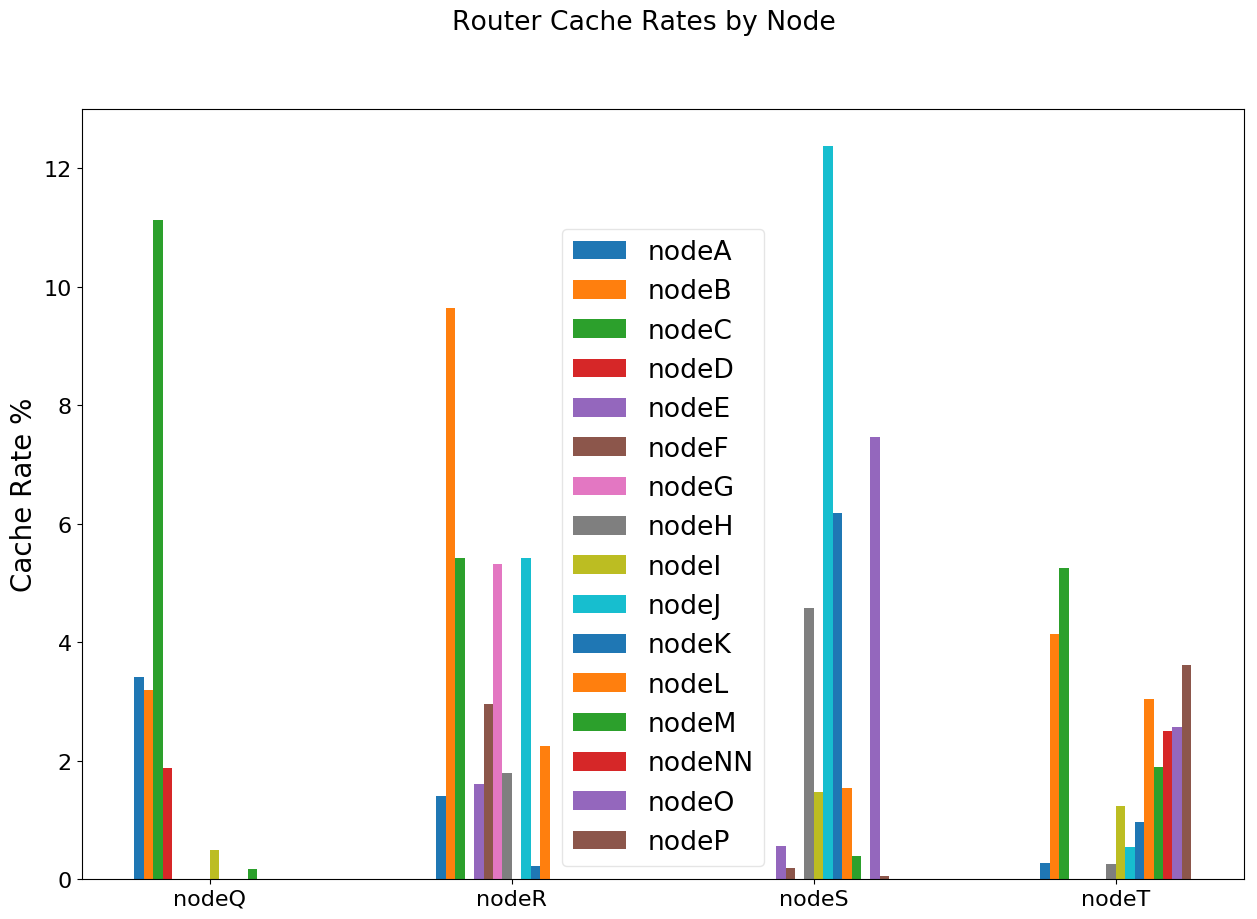 Router Cache Rates by Node
Cache Rate %
12
10
8
6
4
2
0
nodeA
nodeB
nodeC
nodeD
nodeE
nodeF
nodeG
nodeH
nodeI
nodeJ
nodeK
nodeL
nodeM
nodeNN
nodeO
nodeP
nodeQ nodeR nodeS nodeT